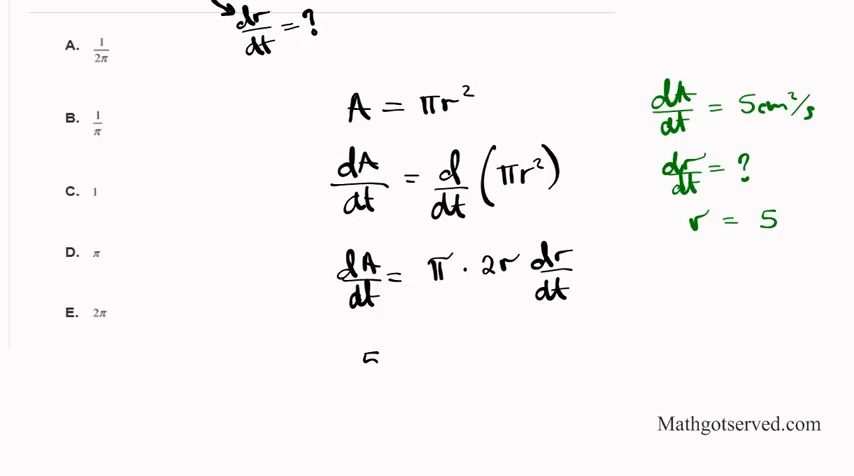 dr/dt = ?
A. 1/2π
B. 1/π
C. 1
D. π
E. 2π
A = πr²
dA/dt = d/dt (πr²)
dA/dt = π · 2r dr/dt
5
dA/dt = 5cm²/s
dr/dt = ?
r = 5
Mathgotserved.com